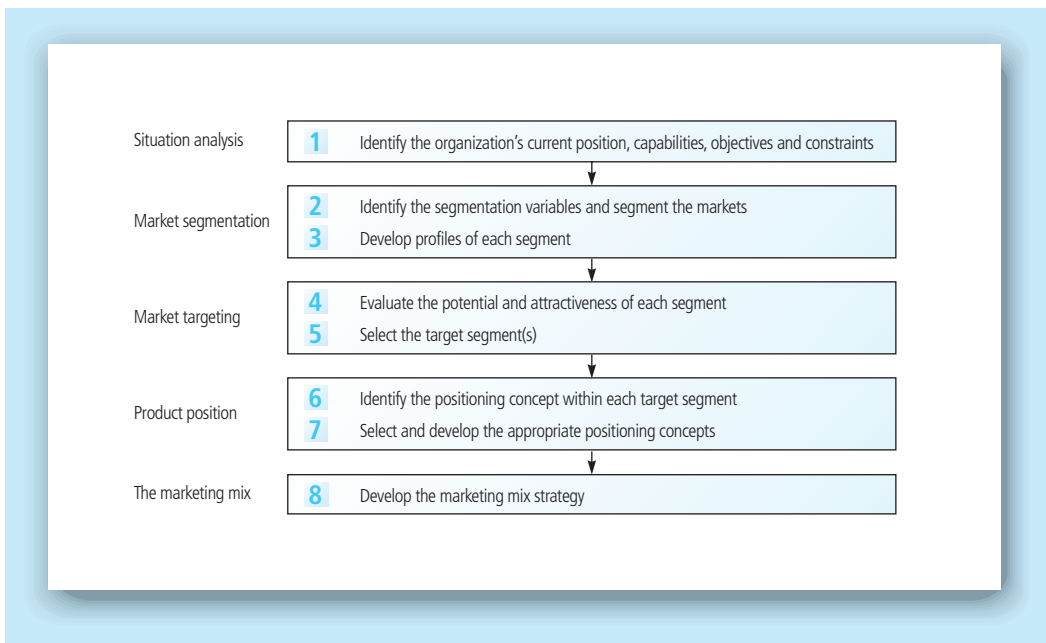 Situation analysis
1 Identify the organization’s current position, capabilities, objectives and constraints
Market segmentation
2 Identify the segmentation variables and segment the markets
3 Develop profiles of each segment
Market targeting
4 Evaluate the potential and attractiveness of each segment
5 Select the target segment(s)
Product position
6 Identify the positioning concept within each target segment
7 Select and develop the appropriate positioning concepts
The marketing mix
8 Develop the marketing mix strategy